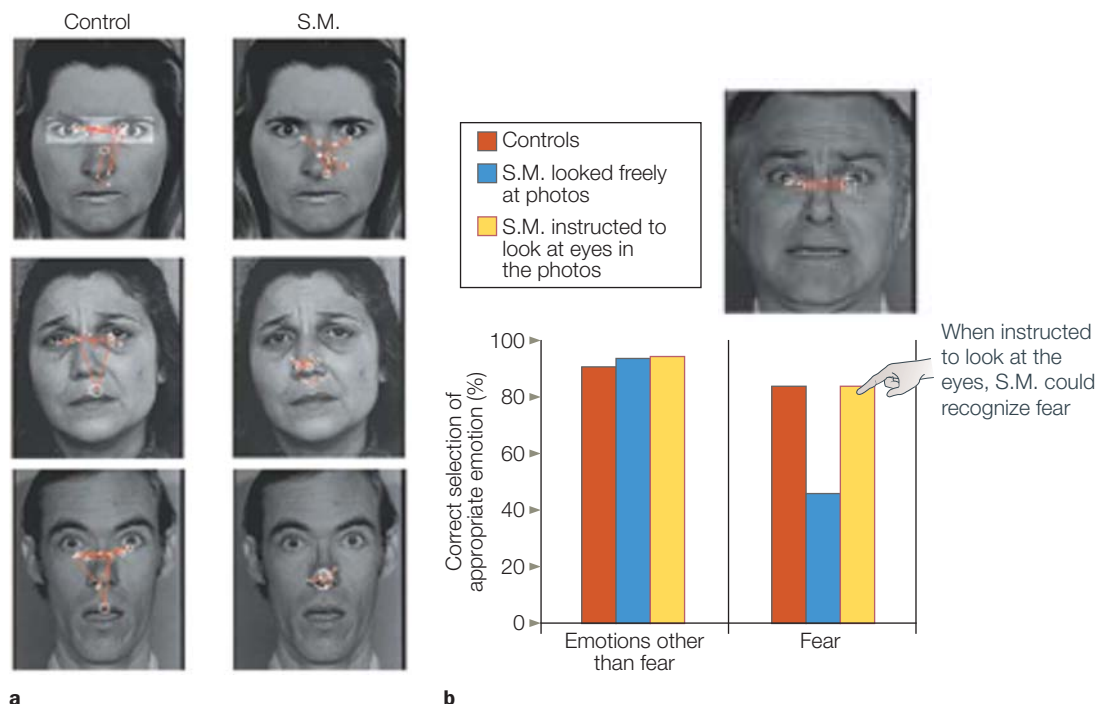 Control
S.M.
Controls
S.M. looked freely
at photos
S.M. instructed to
look at eyes in
the photos
When instructed
to look at the
eyes, S.M. could
recognize fear
Correct selection of
appropriate emotion (%)
100
80
60
40
20
0
Emotions other
than fear
Fear
a
b